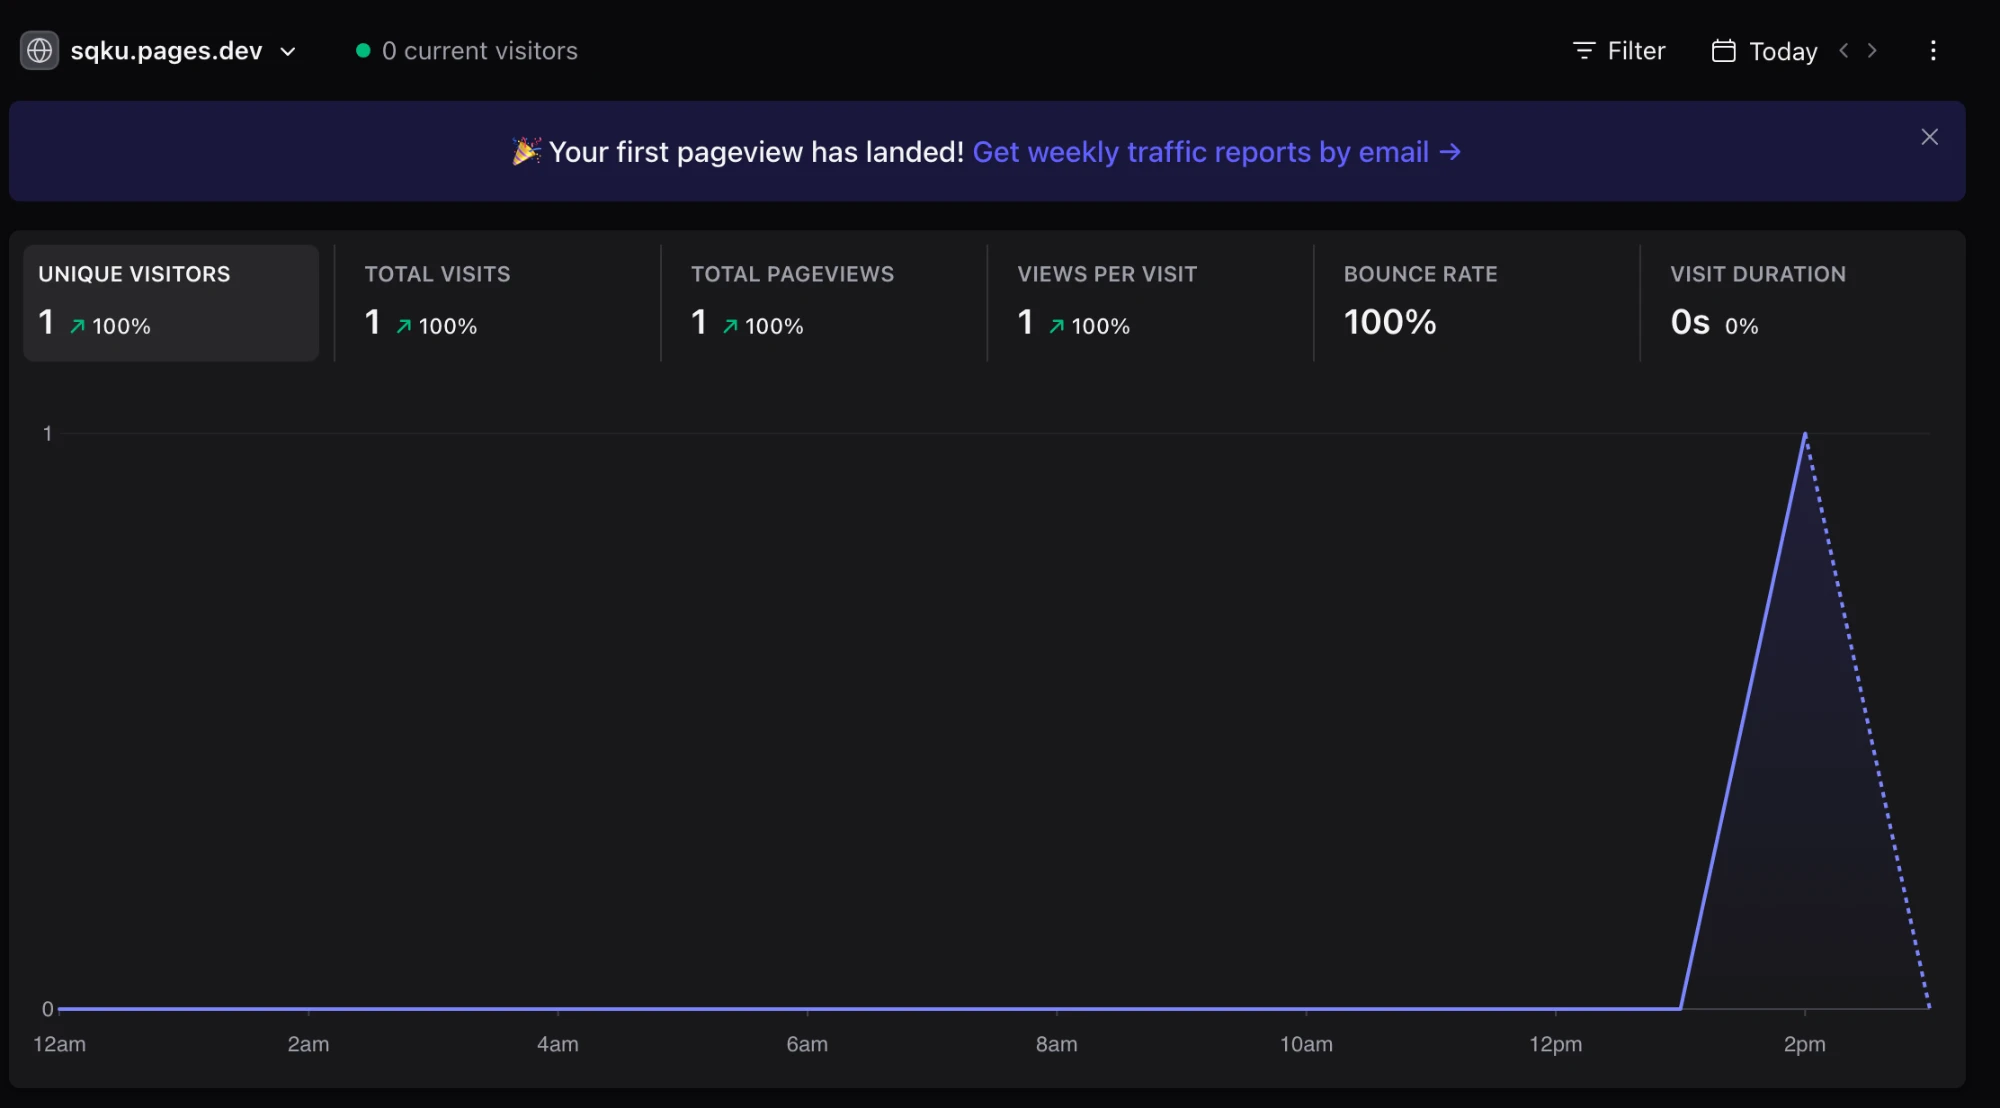 sqku.pages.dev
0 current visitors
Filter
Today
🎉 Your first pageview has landed! Get weekly traffic reports by email →
UNIQUE VISITORS
1 ↗ 100%
TOTAL VISITS
1 ↗ 100%
TOTAL PAGEVIEWS
1 ↗ 100%
VIEWS PER VISIT
1 ↗ 100%
BOUNCE RATE
100%
VISIT DURATION
0s 0%
1
0
12am 2am 4am 6am 8am 10am 12pm 2pm